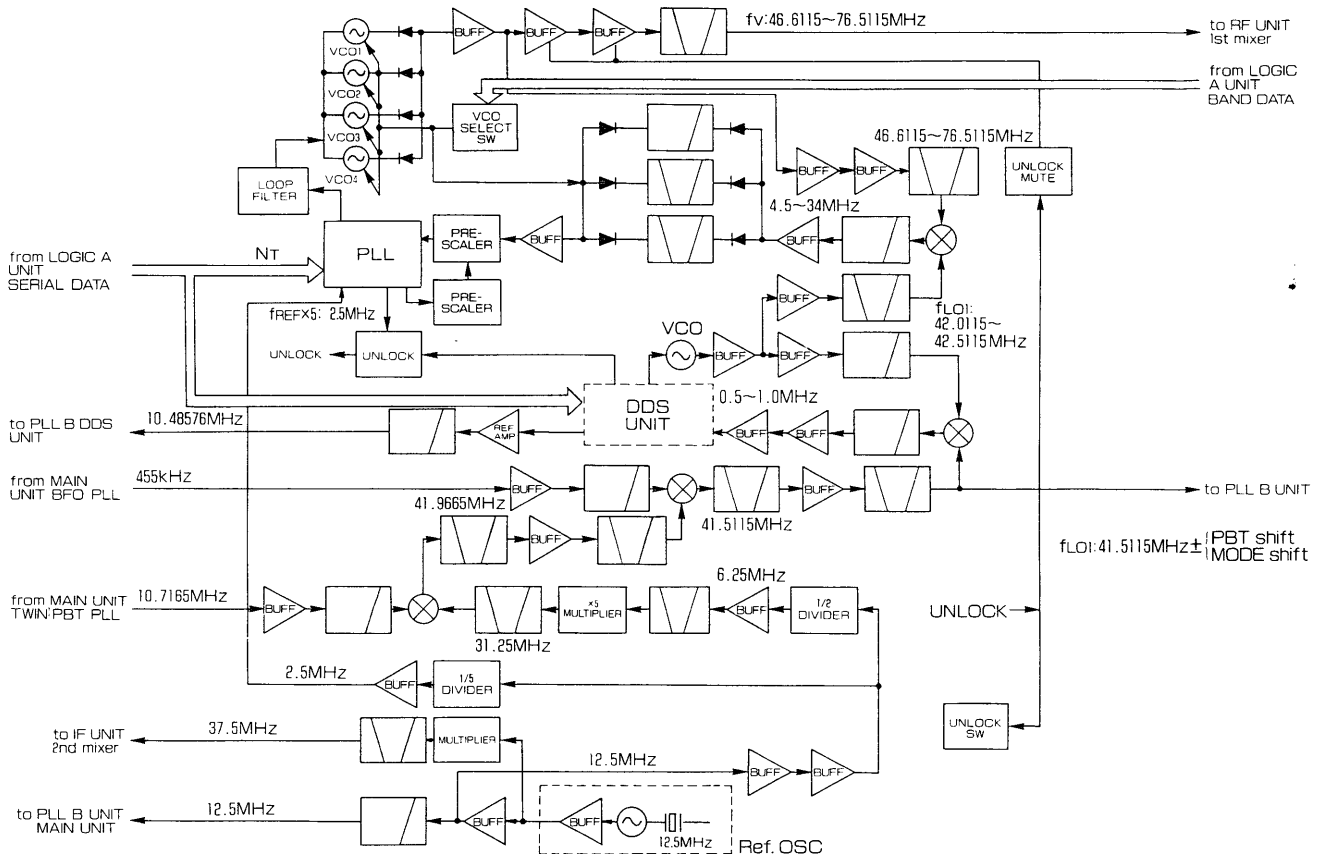 BUFF
BUFF
BUFF
fv:46.6115~76.5115MHz
to RF UNIT
1st mixer
VCO1
VCO2
VCO3
VCO4
VCO
SELECT
SW
from LOGIC
A UNIT
BAND DATA
46.6115~76.5115MHz
BUFF
BUFF
UNLOCK
MUTE
LOOP
FILTER
4.5~34MHz
PLL
PRE-
SCALER
BUFF
BUFF
from LOGIC A
UNIT
SERIAL DATA
NT
PRE-
SCALER
fREF×5: 2.5MHz
BUFF
fLO1:
42.0115~
42.5115MHz
VCO
BUFF
BUFF
UNLOCK
UNLOCK
DDS
UNIT
0.5~1.0MHz
to PLL B DDS
UNIT
10.48576MHz
REF
AMP
BUFF
BUFF
from MAIN
UNIT BFO PLL
455kHz
BUFF
41.9665MHz
41.5115MHz
BUFF
to PLL B UNIT
BUFF
fLO1:41.5115MHz± PBT shift
MODE shift
from MAIN UNIT
TWIN:PBT PLL
10.7165MHz
BUFF
31.25MHz
×5
MULTIPLIER
6.25MHz
BUFF
1/2
DIVIDER
UNLOCK
2.5MHz
BUFF
1/5
DIVIDER
to IF UNIT
2nd mixer
37.5MHz
MULTIPLIER
UNLOCK
SW
12.5MHz
BUFF
BUFF
to PLL B UNIT
MAIN UNIT
12.5MHz
BUFF
BUFF
12.5MHz
Ref. OSC